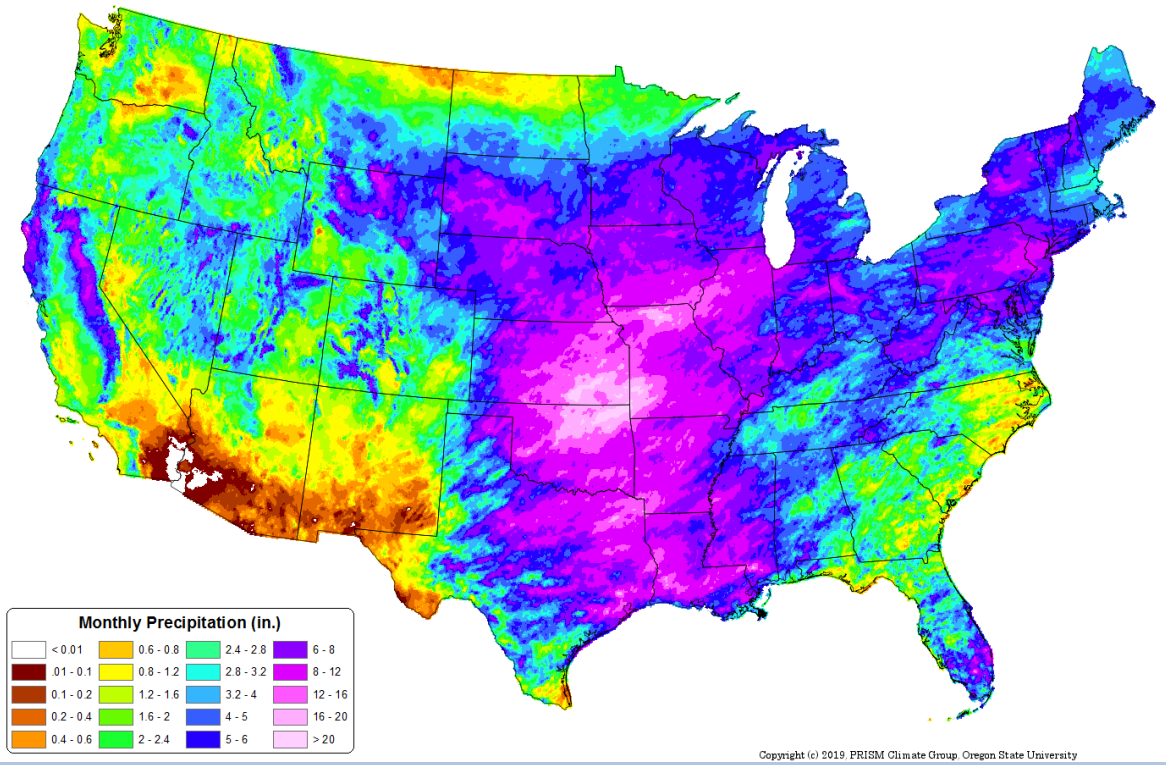 Monthly Precipitation (in.)
< 0.01
.01 - 0.1
0.1 - 0.2
0.2 - 0.4
0.4 - 0.6
0.6 - 0.8
0.8 - 1.2
1.2 - 1.6
1.6 - 2
2 - 2.4
2.4 - 2.8
2.8 - 3.2
3.2 - 4
4 - 5
5 - 6
6 - 8
8 - 12
12 - 16
16 - 20
> 20
Copyright (c) 2019, PRISM Climate Group, Oregon State University